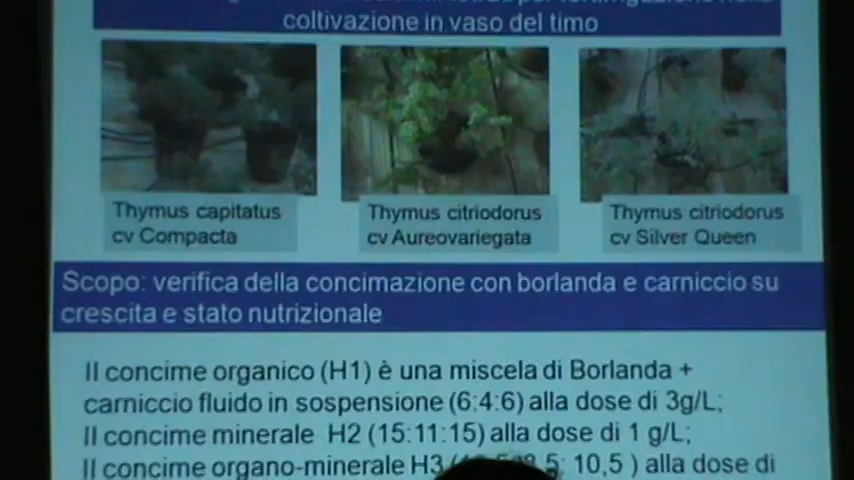 coltivazione in vaso del timo
Thymus capitatus
cv Compacta
Thymus citriodorus
cv Aureovariegata
Thymus citriodorus
cv Silver Queen
Scopo: verifica della concimazione con borlanda e carniccio su
crescita e stato nutrizionale
Il concime organico (H1) è una miscela di Borlanda +
carniccio fluido in sospensione (6:4:6) alla dose di 3g/L;
Il concime minerale H2 (15:11:15) alla dose di 1 g/L;
Il concime organo-minerale H3 10,5 ) alla dose di